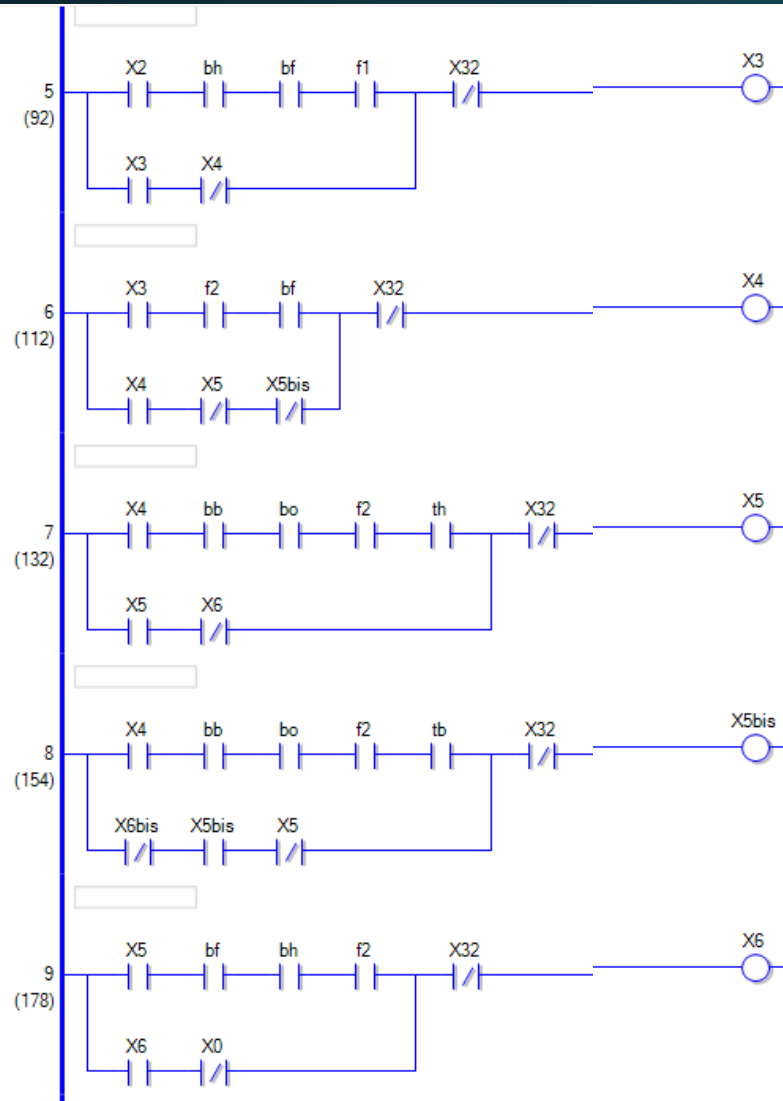 X2 bh bf f1 X32 X3
5
(92)
X3 X4
X3 f2 bf X32 X4
6
(112)
X4 X5 X5bis
X4 bb bo f2 th X32 X5
7
(132)
X5 X6
X4 bb bo f2 tb X32 X5bis
8
(154)
X6bis X5bis X5
X5 bf bh f2 X32 X6
9
(178)
X6 X0